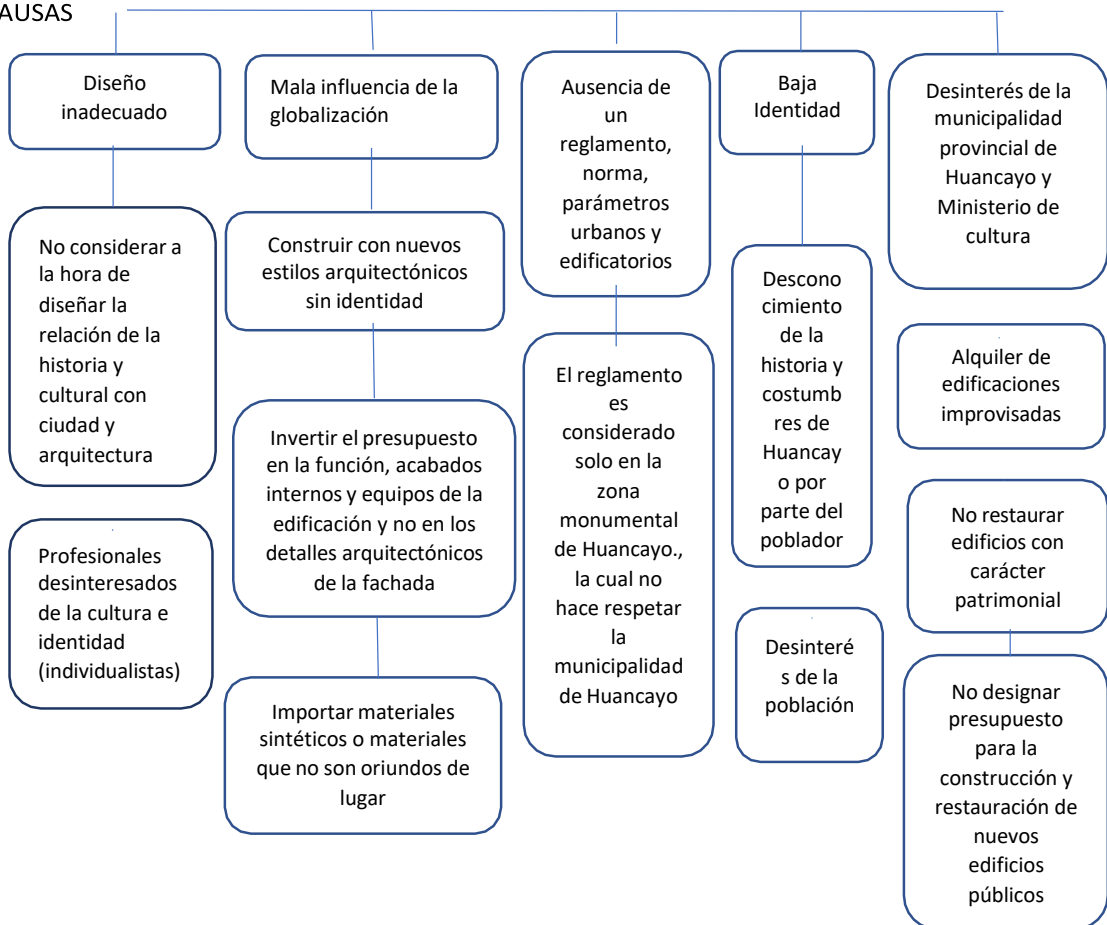 AUSAS
Diseño
inadecuado
No considerar a
la hora de
diseñar la
relación de la
historia y
cultural con
ciudad y
arquitectura
Profesionales
desinteresados
de la cultura e
identidad
(individualistas)
Mala influencia de la
globalización
Construir con nuevos
estilos arquitectónicos
sin identidad
Invertir el presupuesto
en la función, acabados
internos y equipos de la
edificación y no en los
detalles arquitectónicos
de la fachada
Importar materiales
sintéticos o materiales
que no son oriundos de
lugar
Ausencia de
un
reglamento,
norma,
parámetros
urbanos y
edificatorios
El reglamento
es
considerado
solo en la
zona
monumental
de Huancayo.,
la cual no
hace respetar
la
municipalidad
de Huancayo
Baja
Identidad
Descono
cimiento
de la
historia y
costumb
res de
Huancay
o por
parte del
poblador
Desinteré
s de la
población
Desinterés de la
municipalidad
provincial de
Huancayo y
Ministerio de
cultura
Alquiler de
edificaciones
improvisadas
No restaurar
edificios con
carácter
patrimonial
No designar
presupuesto
para la
construcción y
restauración de
nuevos
edificios
públicos